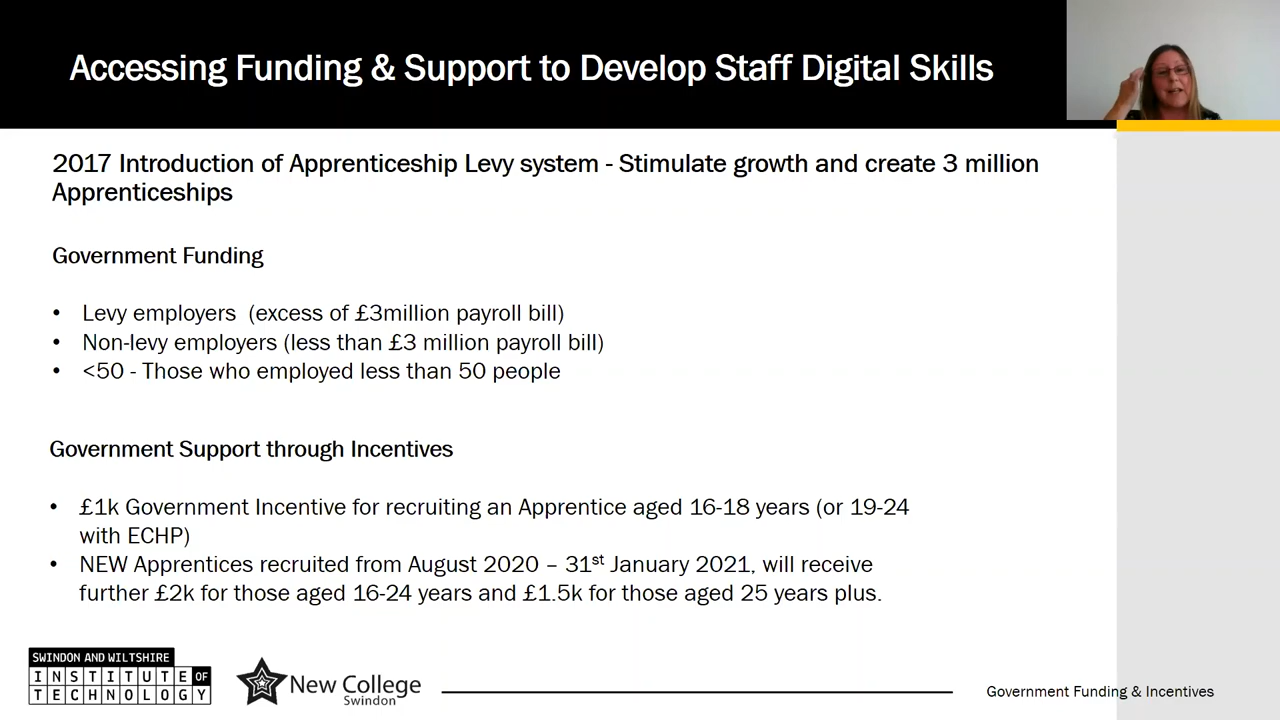 Accessing Funding & Support to Develop Staff Digital Skills
2017 Introduction of Apprenticeship Levy system - Stimulate growth and create 3 million
Apprenticeships
Government Funding
• Levy employers (excess of £3million payroll bill)
• Non-levy employers (less than £3 million payroll bill)
• <50 - Those who employed less than 50 people
Government Support through Incentives
• £1k Government Incentive for recruiting an Apprentice aged 16-18 years (or 19-24
with ECHP)
• NEW Apprentices recruited from August 2020 – 31st January 2021, will receive
further £2k for those aged 16-24 years and £1.5k for those aged 25 years plus.
SWINDON AND WILTSHIRE
INSTITUTE OF
TECHNOLOGY
New College
Swindon
Government Funding & Incentives